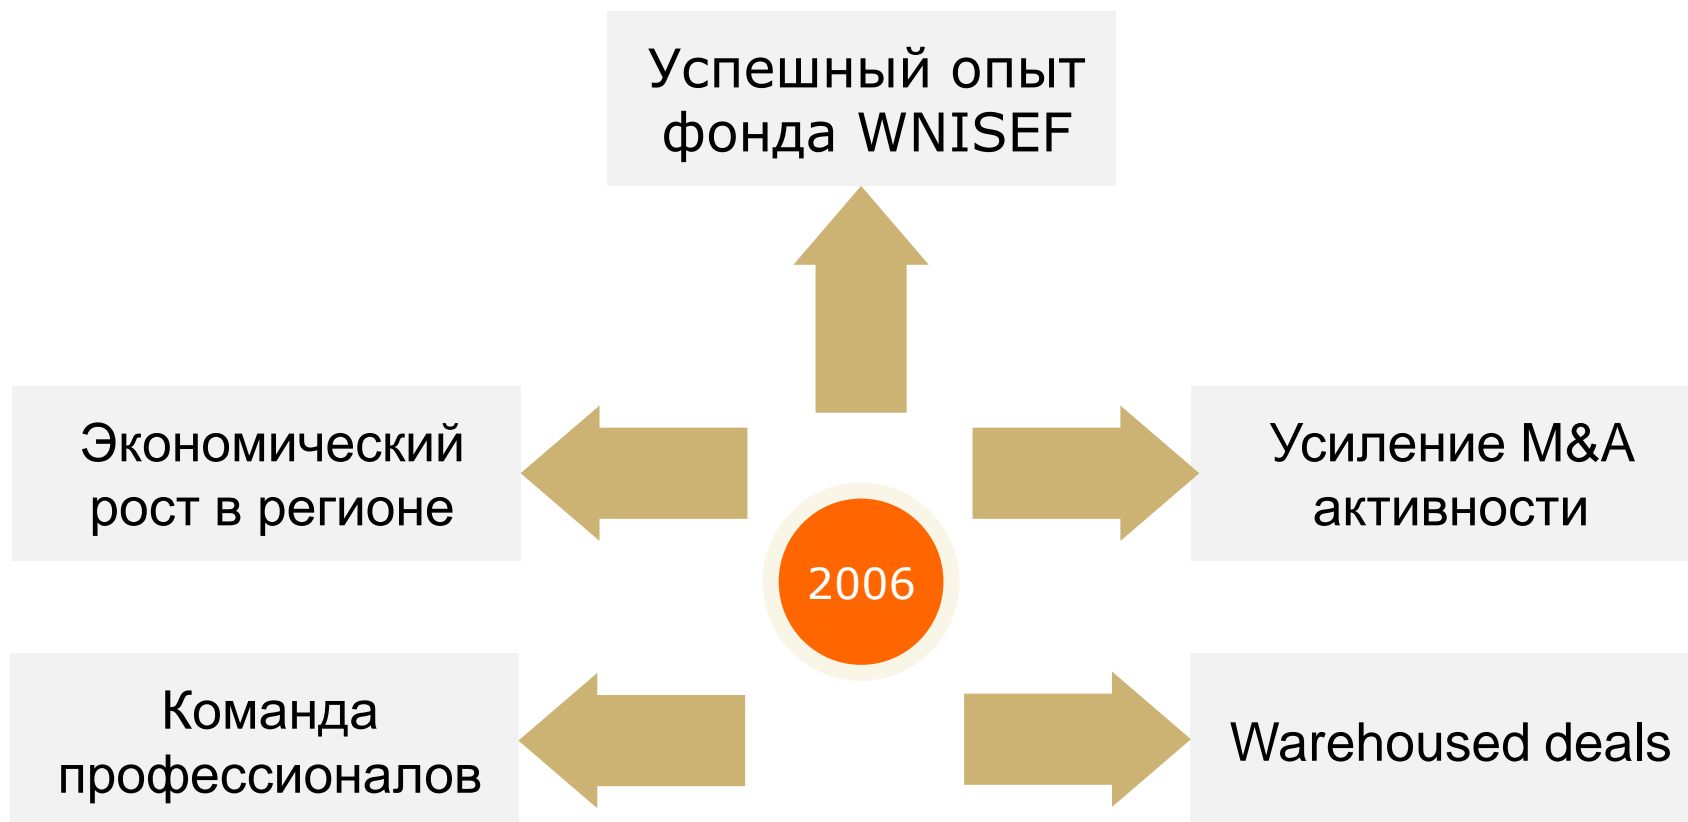 Успешный опыт
фонда WNISEF
Экономический
рост в регионе
Усиление M&A
активности
2006
Команда
профессионалов
Warehoused deals